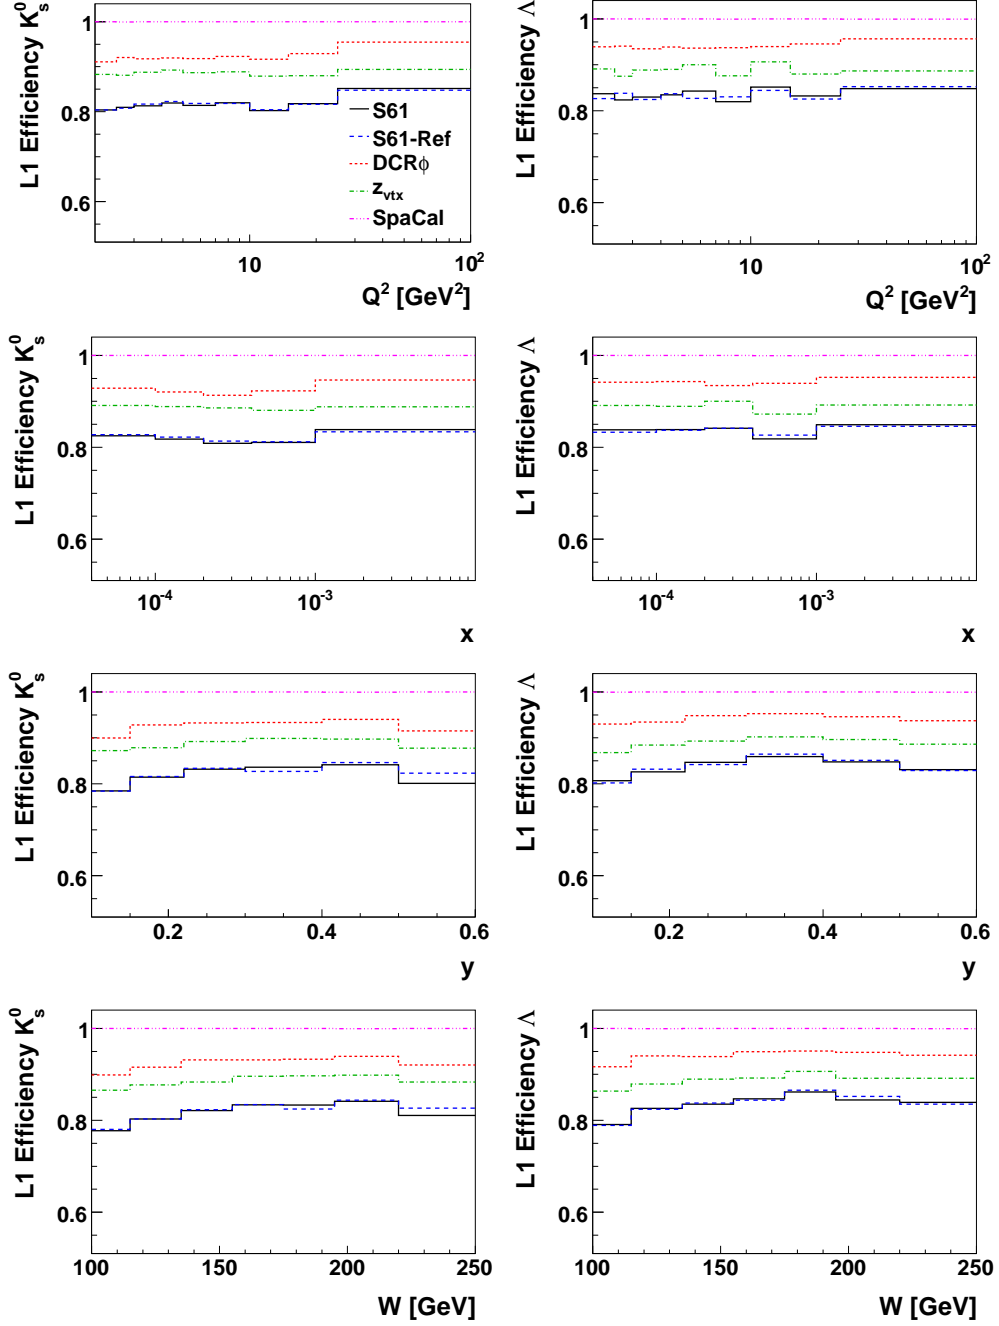 L1 Efficiency K⁰ₛ
1
0.8
0.6
S61
S61-Ref
DCRϕ
z_vtx
SpaCal
10
10²
Q² [GeV²]
L1 Efficiency Λ
1
0.8
0.6
10
10²
Q² [GeV²]
L1 Efficiency K⁰ₛ
1
0.8
0.6
10⁻⁴
10⁻³
x
L1 Efficiency Λ
1
0.8
0.6
10⁻⁴
10⁻³
x
L1 Efficiency K⁰ₛ
1
0.8
0.6
0.2
0.4
0.6
y
L1 Efficiency Λ
1
0.8
0.6
0.2
0.4
0.6
y
L1 Efficiency K⁰ₛ
1
0.8
0.6
100
150
200
250
W [GeV]
L1 Efficiency Λ
1
0.8
0.6
100
150
200
250
W [GeV]